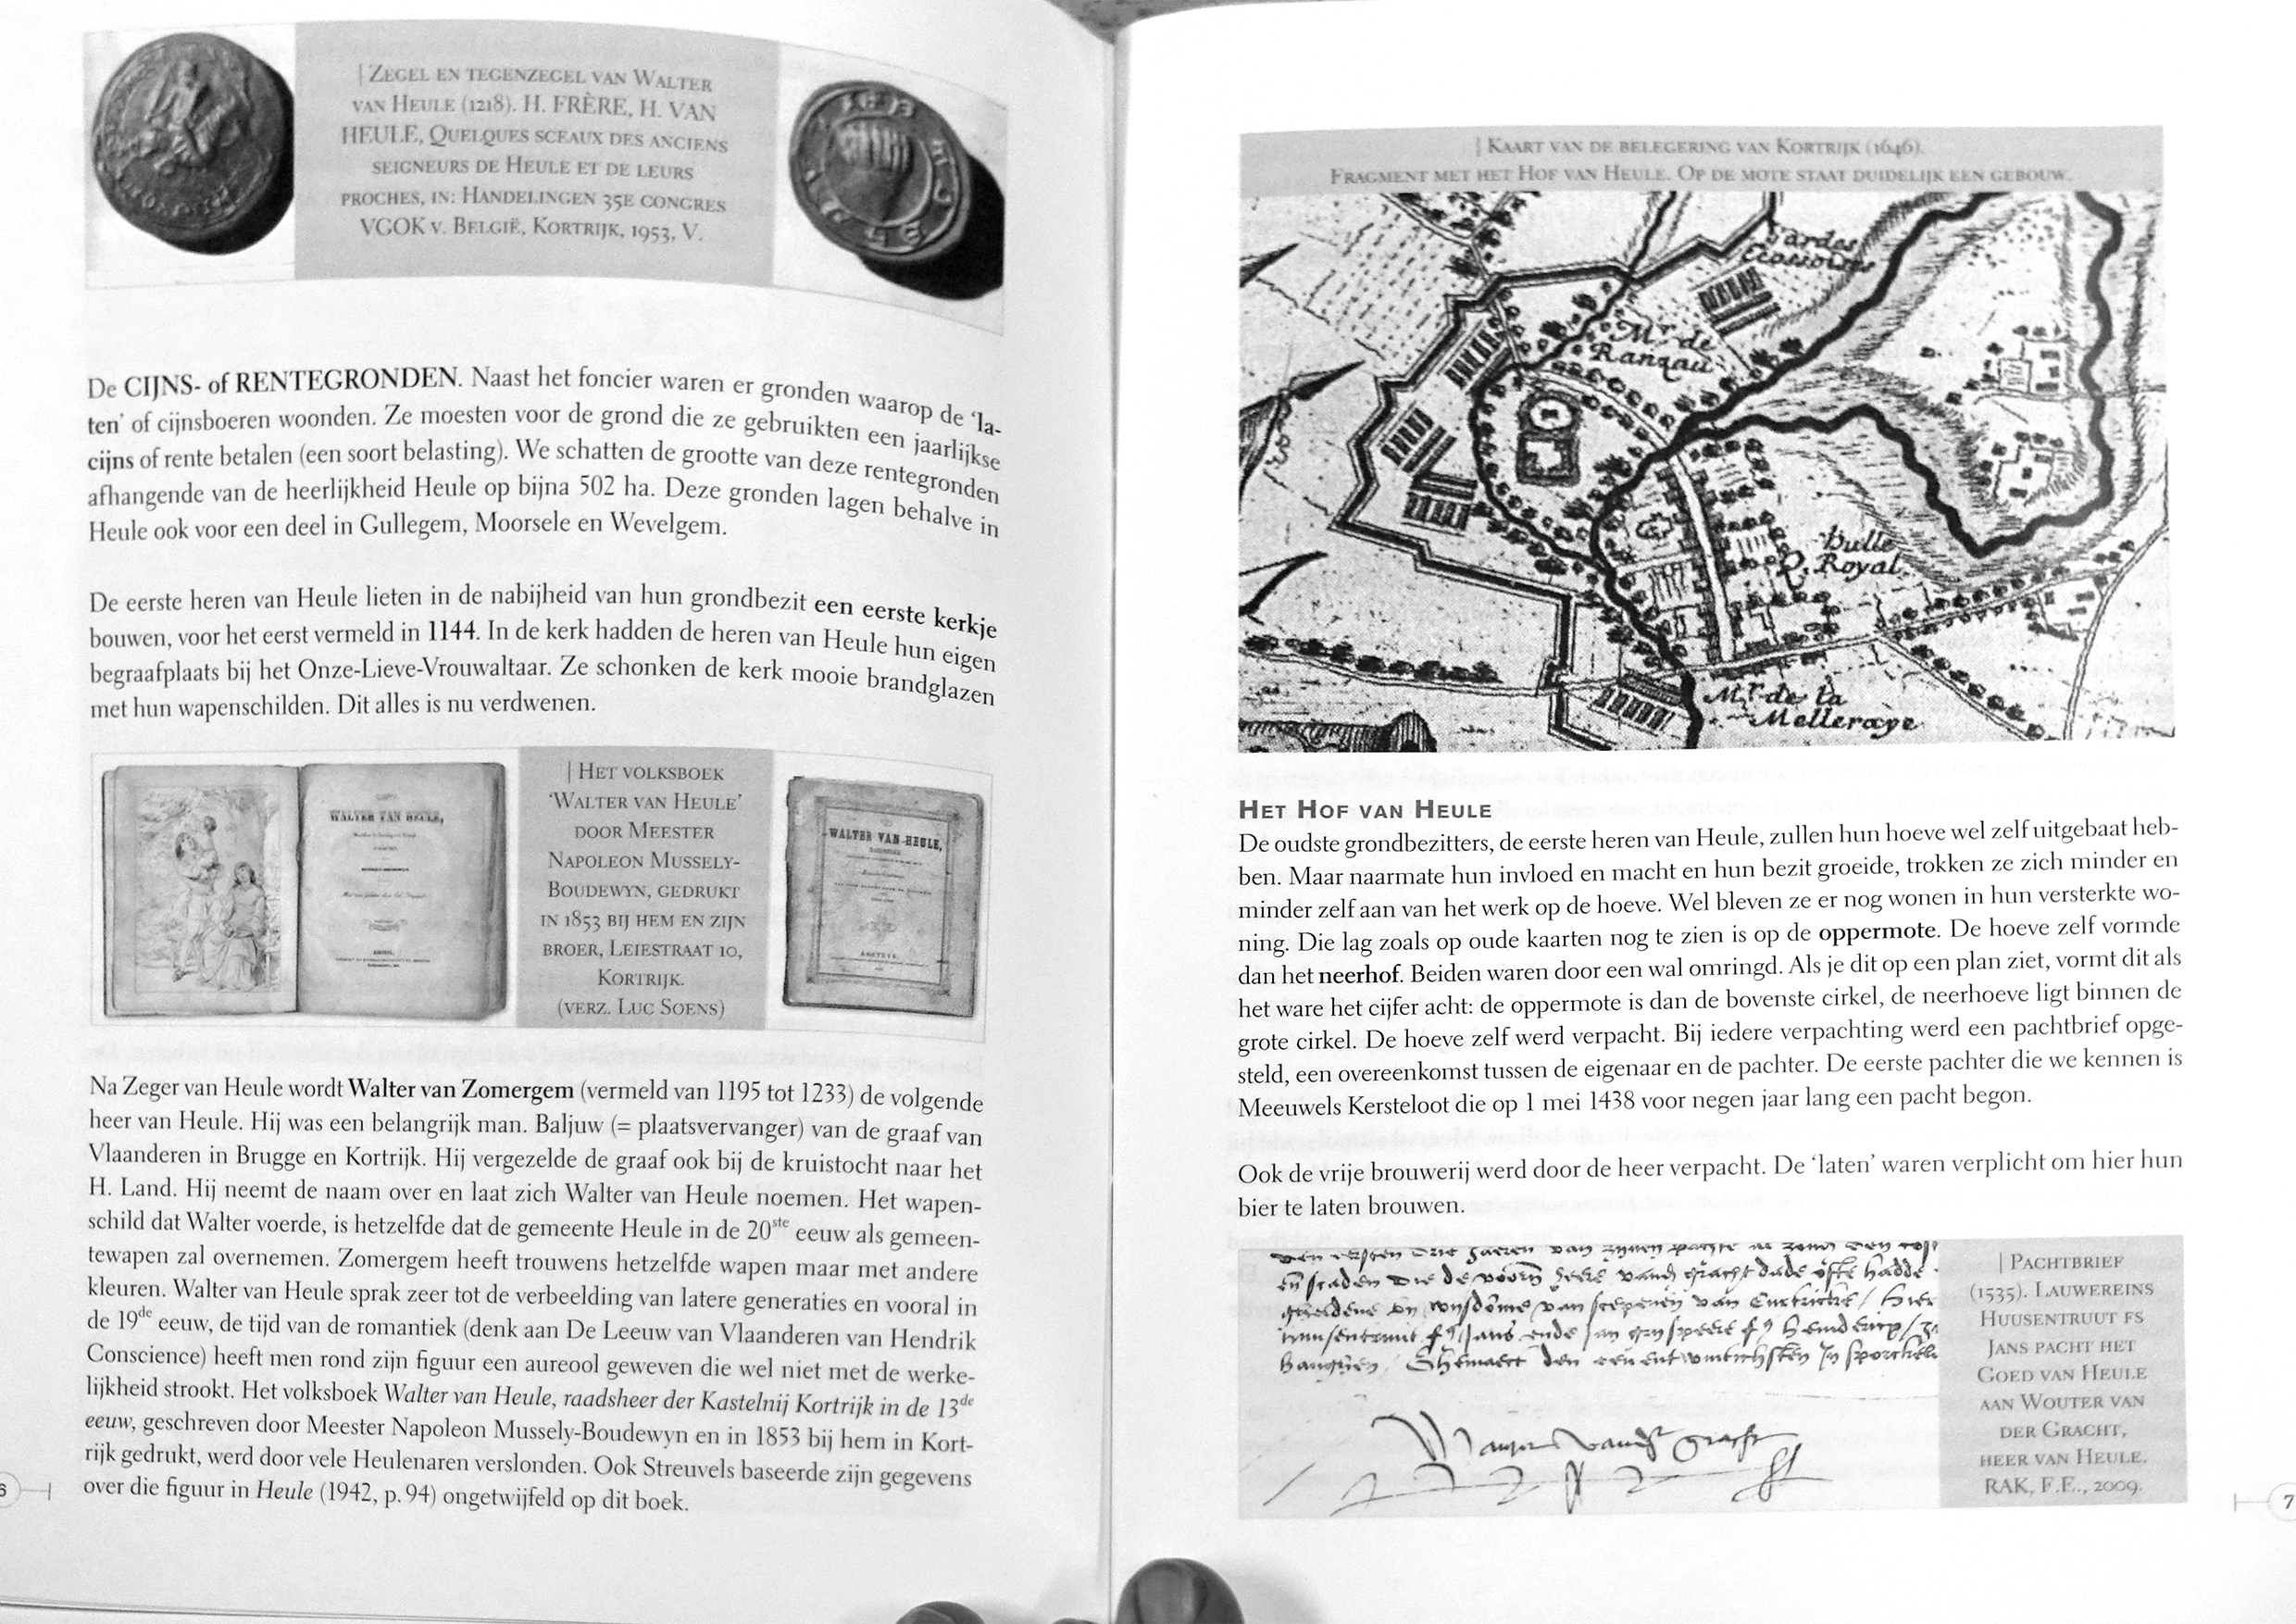 | Zegel en tegenzegel van Walter
van Heule (1218). H. FRÈRE, H. VAN
HEULE, Quelques sceaux des anciens
seigneurs de Heule et de leurs
proches, in: Handelingen 35e congres
VGOK v. België, Kortrijk, 1953, V.
De CIJNS- of RENTEGRONDEN. Naast het foncier waren er gronden waarop de ‘la-
ten’ of cijnsboeren woonden. Ze moesten voor de grond die ze gebruikten een jaarlijkse
cijns of rente betalen (een soort belasting). We schatten de grootte van deze rentegronden
afhangende van de heerlijkheid Heule op bijna 502 ha. Deze gronden lagen behalve in
Heule ook voor een deel in Gullegem, Moorsele en Wevelgem.
De eerste heren van Heule lieten in de nabijheid van hun grondbezit een eerste kerkje
bouwen, voor het eerst vermeld in 1144. In de kerk hadden de heren van Heule hun eigen
begraafplaats bij het Onze-Lieve-Vrouwaltaar. Ze schonken de kerk mooie brandglazen
met hun wapenschilden. Dit alles is nu verdwenen.
WALTER VAN HEULE,
| Het volksboek
‘Walter van Heule’
door Meester
Napoleon Mussely-
Boudewyn, gedrukt
in 1853 bij hem en zijn
broer, Leiestraat 10,
Kortrijk.
(verz. Luc Soens)
WALTER VAN HEULE,
Na Zeger van Heule wordt Walter van Zomergem (vermeld van 1195 tot 1233) de volgende
heer van Heule. Hij was een belangrijk man. Baljuw (= plaatsvervanger) van de graaf van
Vlaanderen in Brugge en Kortrijk. Hij vergezelde de graaf ook bij de kruistocht naar het
H. Land. Hij neemt de naam over en laat zich Walter van Heule noemen. Het wapen-
schild dat Walter voerde, is hetzelfde dat de gemeente Heule in de 20ste eeuw als gemeen-
tewapen zal overnemen. Zomergem heeft trouwens hetzelfde wapen maar met andere
kleuren. Walter van Heule sprak zeer tot de verbeelding van latere generaties en vooral in
de 19de eeuw, de tijd van de romantiek (denk aan De Leeuw van Vlaanderen van Hendrik
Conscience) heeft men rond zijn figuur een aureool geweven die wel niet met de werke-
lijkheid strookt. Het volksboek Walter van Heule, raadsheer der Kastelnij Kortrijk in de 13de
eeuw, geschreven door Meester Napoleon Mussely-Boudewyn en in 1853 bij hem in Kort-
rijk gedrukt, werd door vele Heulenaren verslonden. Ook Streuvels baseerde zijn gegevens
over die figuur in Heule (1942, p. 94) ongetwijfeld op dit boek.
6
| Kaart van de belegering van Kortrijk (1646).
Fragment met het Hof van Heule. Op de mote staat duidelijk een gebouw.
Gardes
Ecossoises
Mr. de
Ranzau
Bulle
Royal
Mr. de la
Melleraye
Het Hof van Heule
De oudste grondbezitters, de eerste heren van Heule, zullen hun hoeve wel zelf uitgebaat heb-
ben. Maar naarmate hun invloed en macht en hun bezit groeide, trokken ze zich minder en
minder zelf aan van het werk op de hoeve. Wel bleven ze er nog wonen in hun versterkte wo-
ning. Die lag zoals op oude kaarten nog te zien is op de oppermote. De hoeve zelf vormde
dan het neerhof. Beiden waren door een wal omringd. Als je dit op een plan ziet, vormt dit als
het ware het cijfer acht: de oppermote is dan de bovenste cirkel, de neerhoeve ligt binnen de
grote cirkel. De hoeve zelf werd verpacht. Bij iedere verpachting werd een pachtbrief opge-
steld, een overeenkomst tussen de eigenaar en de pachter. De eerste pachter die we kennen is
Meeuwels Kersteloot die op 1 mei 1438 voor negen jaar lang een pacht begon.
Ook de vrije brouwerij werd door de heer verpacht. De ‘laten’ waren verplicht om hier hun
bier te laten brouwen.
| Pachtbrief
(1535). Lauwereins
Huusentruut fs
Jans pacht het
Goed van Heule
aan Wouter van
der Gracht,
heer van Heule.
RAK, F.E., 2009.
7